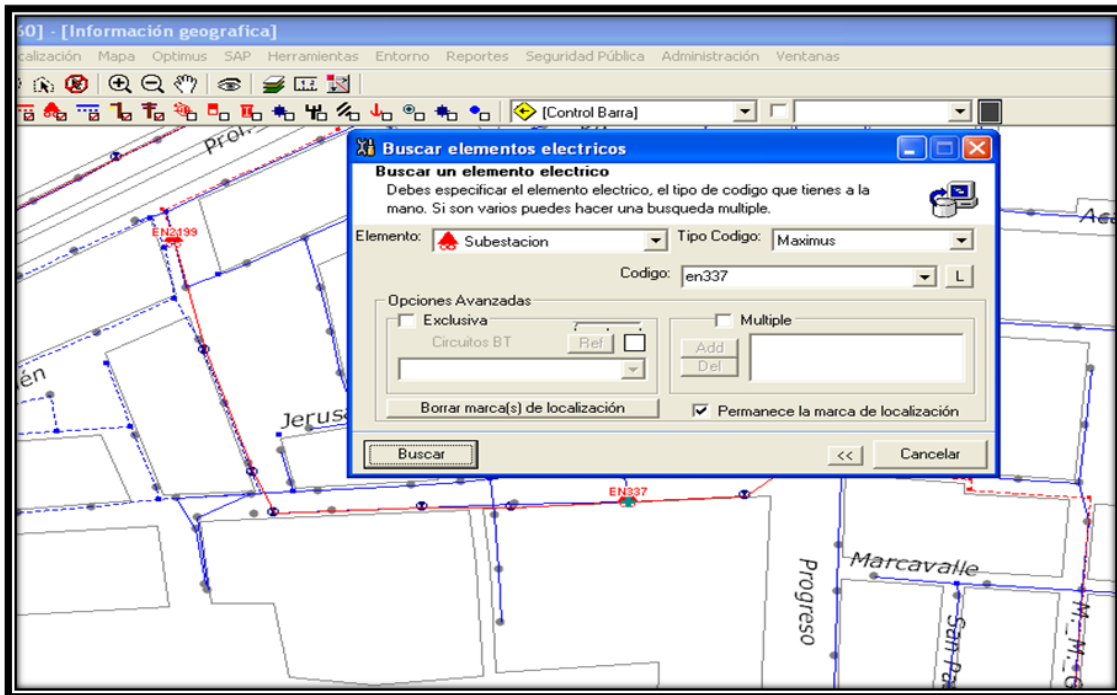 60] - [Información geografica]
calización Mapa Optimus SAP Herramientas Entorno Reportes Seguridad Pública Administración Ventanas
[Control Barra]
Prol.
EN2199
Buscar elementos electricos
Buscar un elemento electrico
Debes especificar el elemento electrico, el tipo de codigo que tienes a la
mano. Si son varios puedes hacer una busqueda multiple.
Elemento: Subestacion Tipo Codigo: Maximus
Codigo: en337 L
Opciones Avanzadas
Exclusiva
Multiple
Circuitos BT Ref
Add
Del
Borrar marca(s) de localización
Permanece la marca de localización
Buscar << Cancelar
én
Jerusa
EN337
Marcavalle
Progreso
San Pa
M._M._G